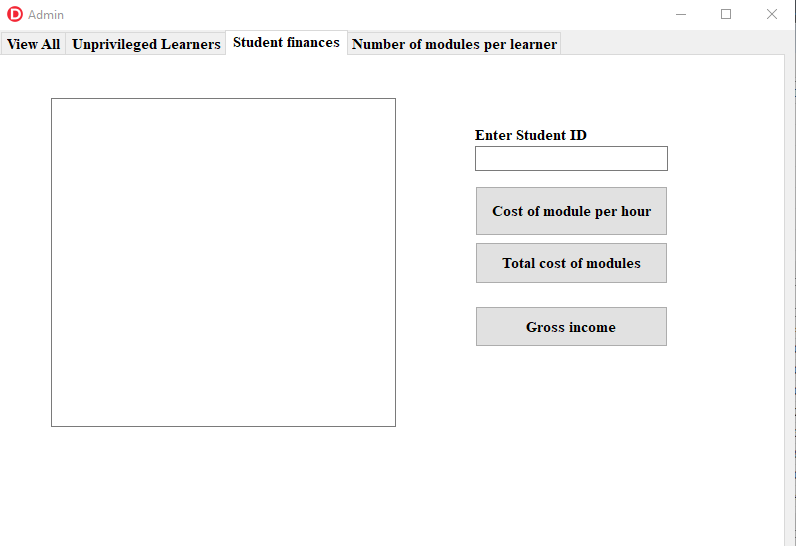 D Admin
View All Unprivileged Learners Student finances Number of modules per learner
Enter Student ID
Cost of module per hour
Total cost of modules
Gross income